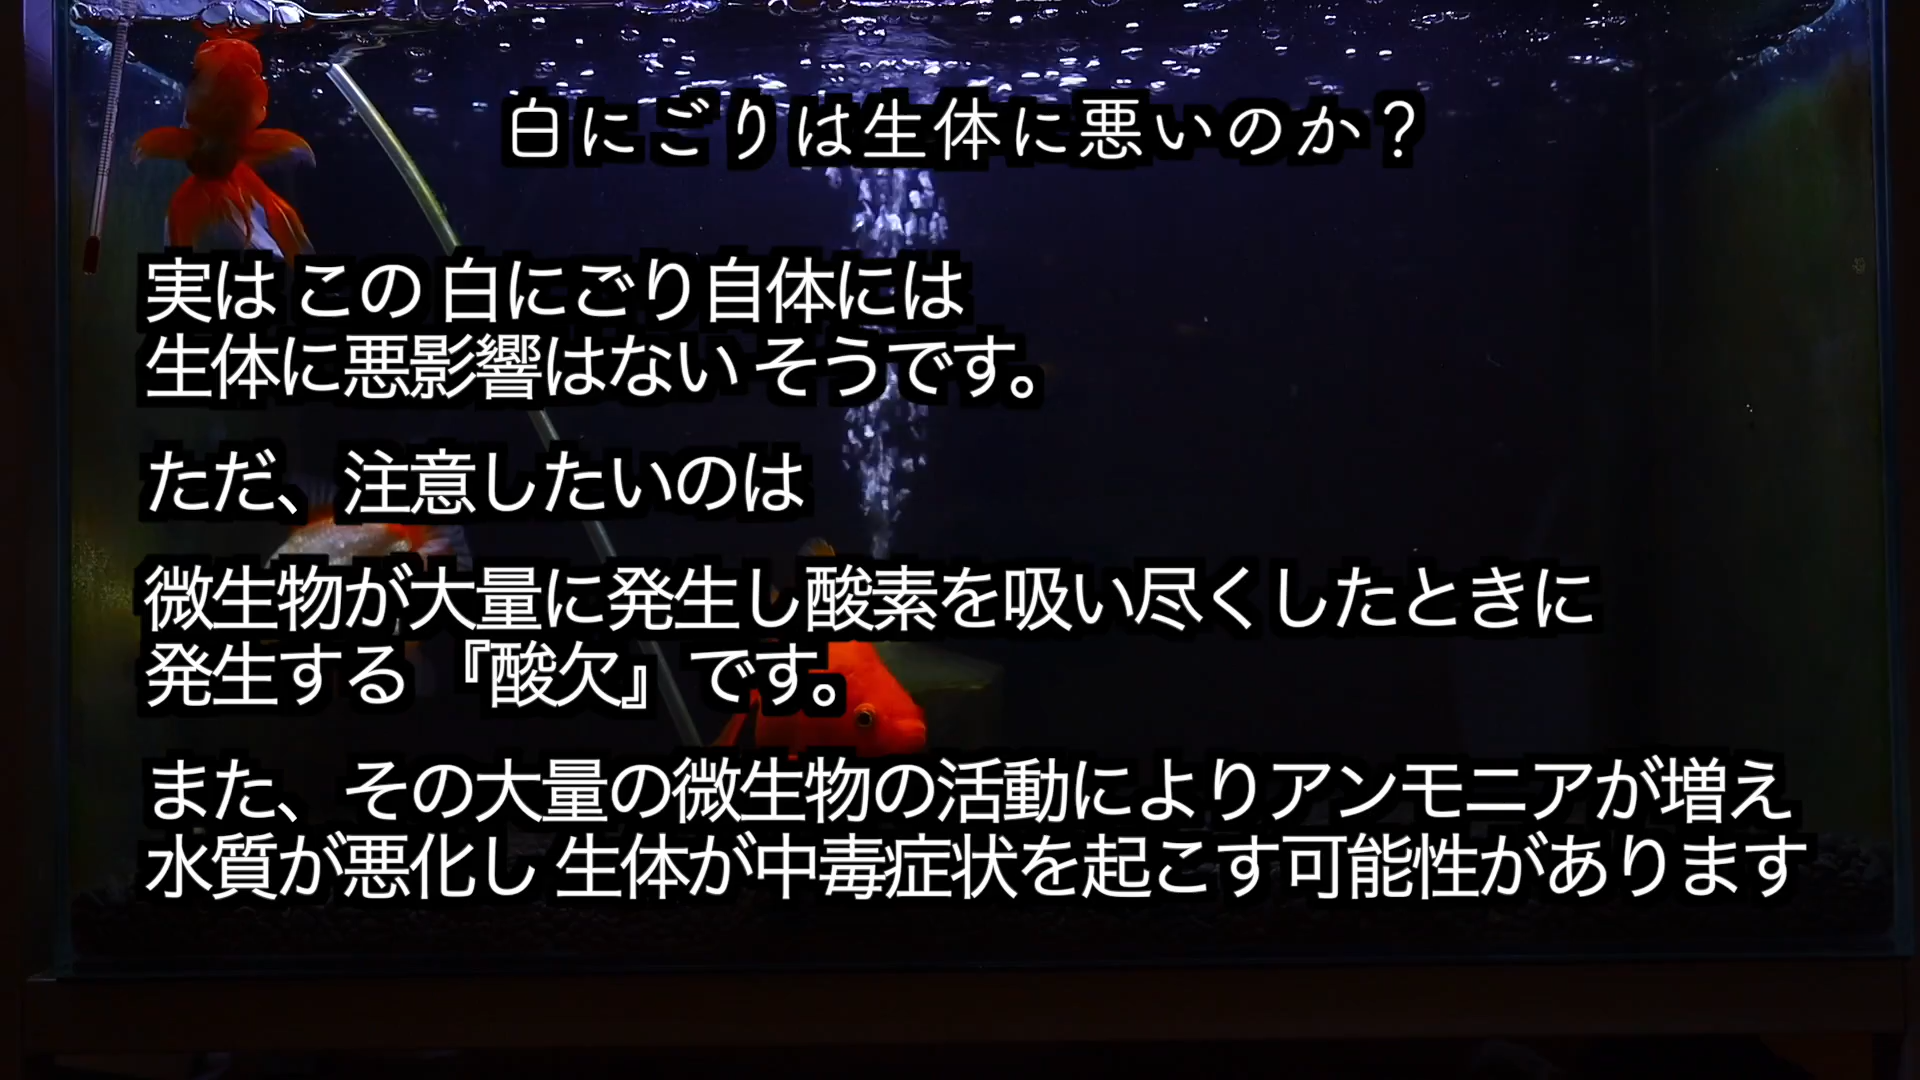 白にごりは生体に悪いのか？
実は この 白にごり自体には
生体に悪影響はない そうです。
ただ、注意したいのは
微生物が大量に発生し酸素を吸い尽くしたときに
発生する 『酸欠』 です。
また、その大量の微生物の活動によりアンモニアが増え
水質が悪化し 生体が中毒症状を起こす可能性があります